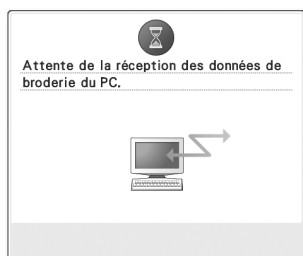 Attente de la réception des données de
broderie du PC.